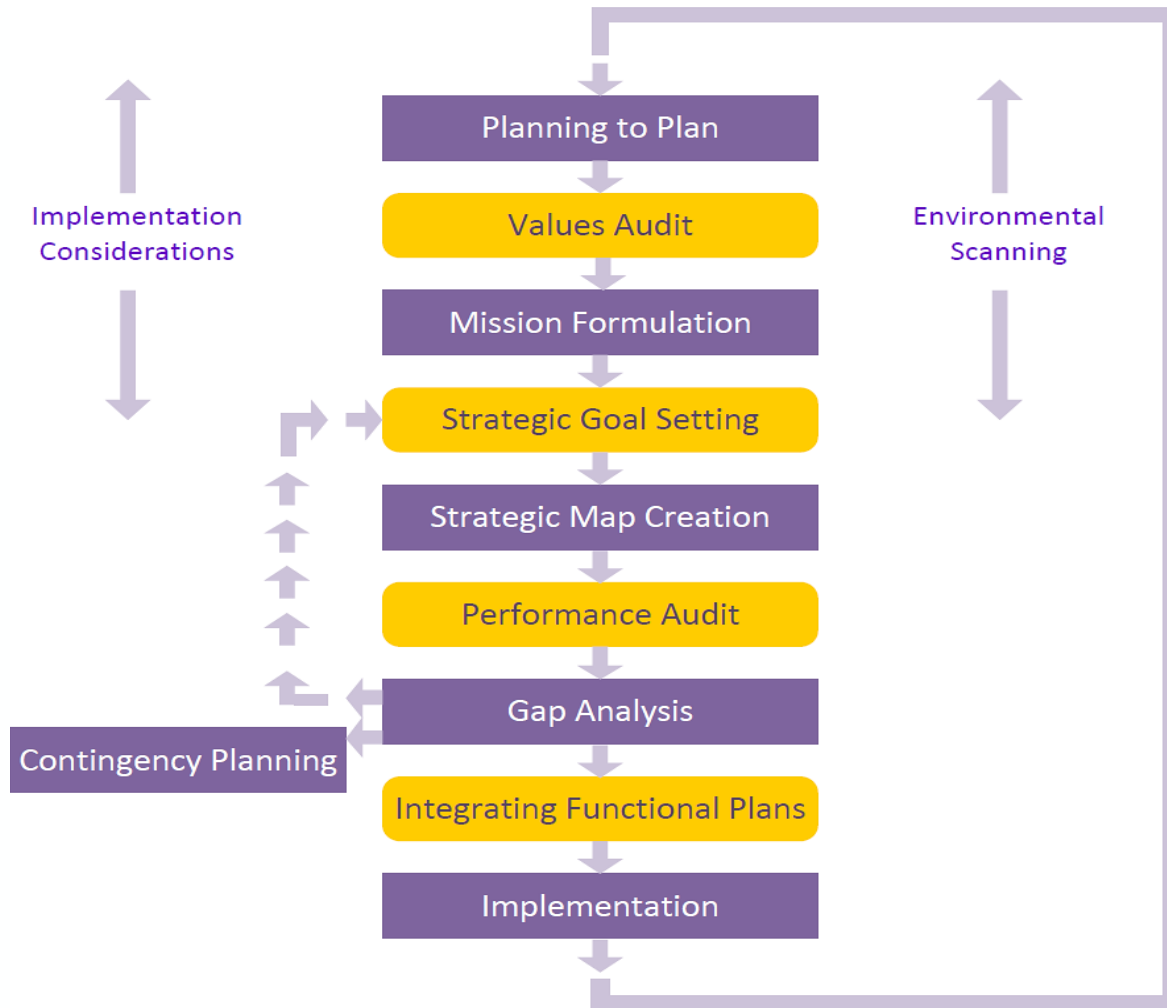 Planning to Plan
Values Audit
Implementation
Considerations
Environmental
Scanning
Mission Formulation
Strategic Goal Setting
Strategic Map Creation
Performance Audit
Gap Analysis
Contingency Planning
Integrating Functional Plans
Implementation